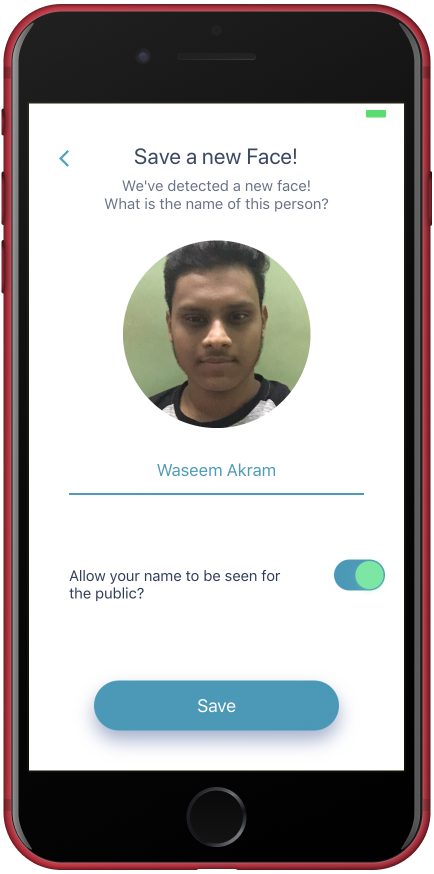 Save a new Face!
We've detected a new face!
What is the name of this person?
Waseem Akram
Allow your name to be seen for
the public?
Save